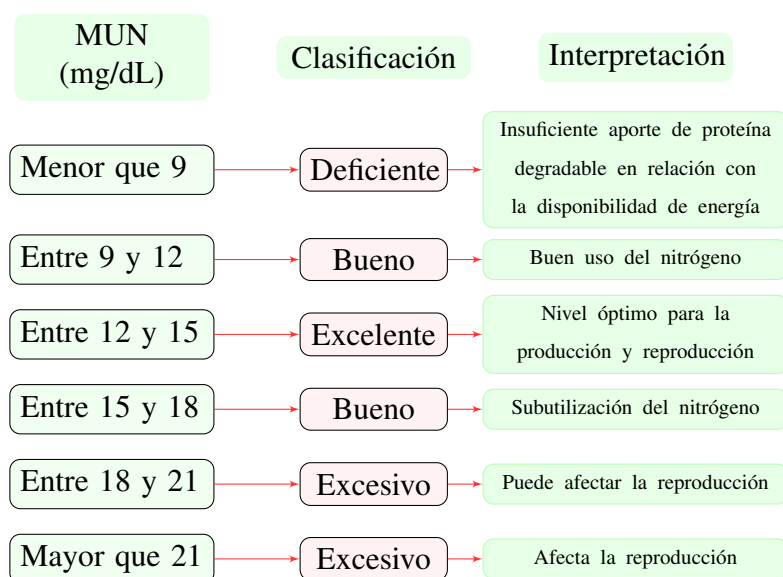 MUN
(mg/dL)
Clasificación
Interpretación
Menor que 9
Deficiente
Insuficiente aporte de proteína
degradable en relación con
la disponibilidad de energía
Entre 9 y 12
Bueno
Buen uso del nitrógeno
Entre 12 y 15
Excelente
Nivel óptimo para la
producción y reproducción
Entre 15 y 18
Bueno
Subutilización del nitrógeno
Entre 18 y 21
Excesivo
Puede afectar la reproducción
Mayor que 21
Excesivo
Afecta la reproducción